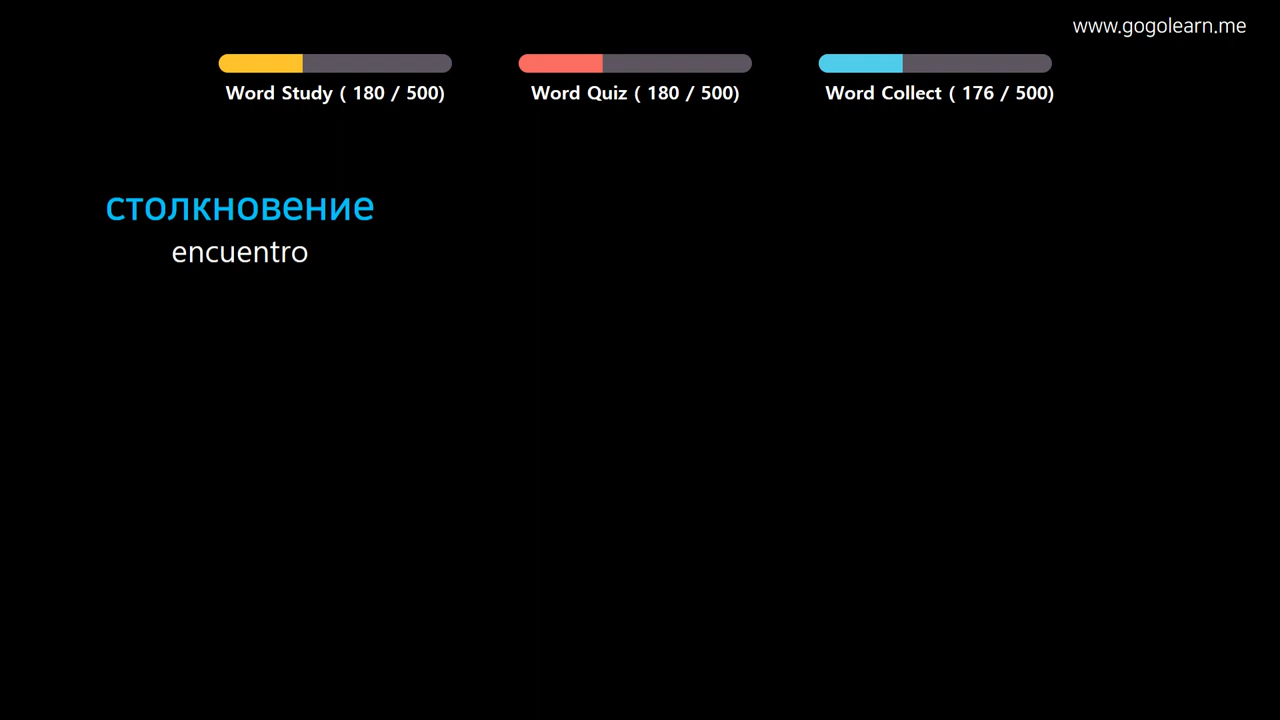 www.gogolearn.me
Word Study ( 180 / 500)
Word Quiz ( 180 / 500)
Word Collect ( 176 / 500)
столкновение
encuentro